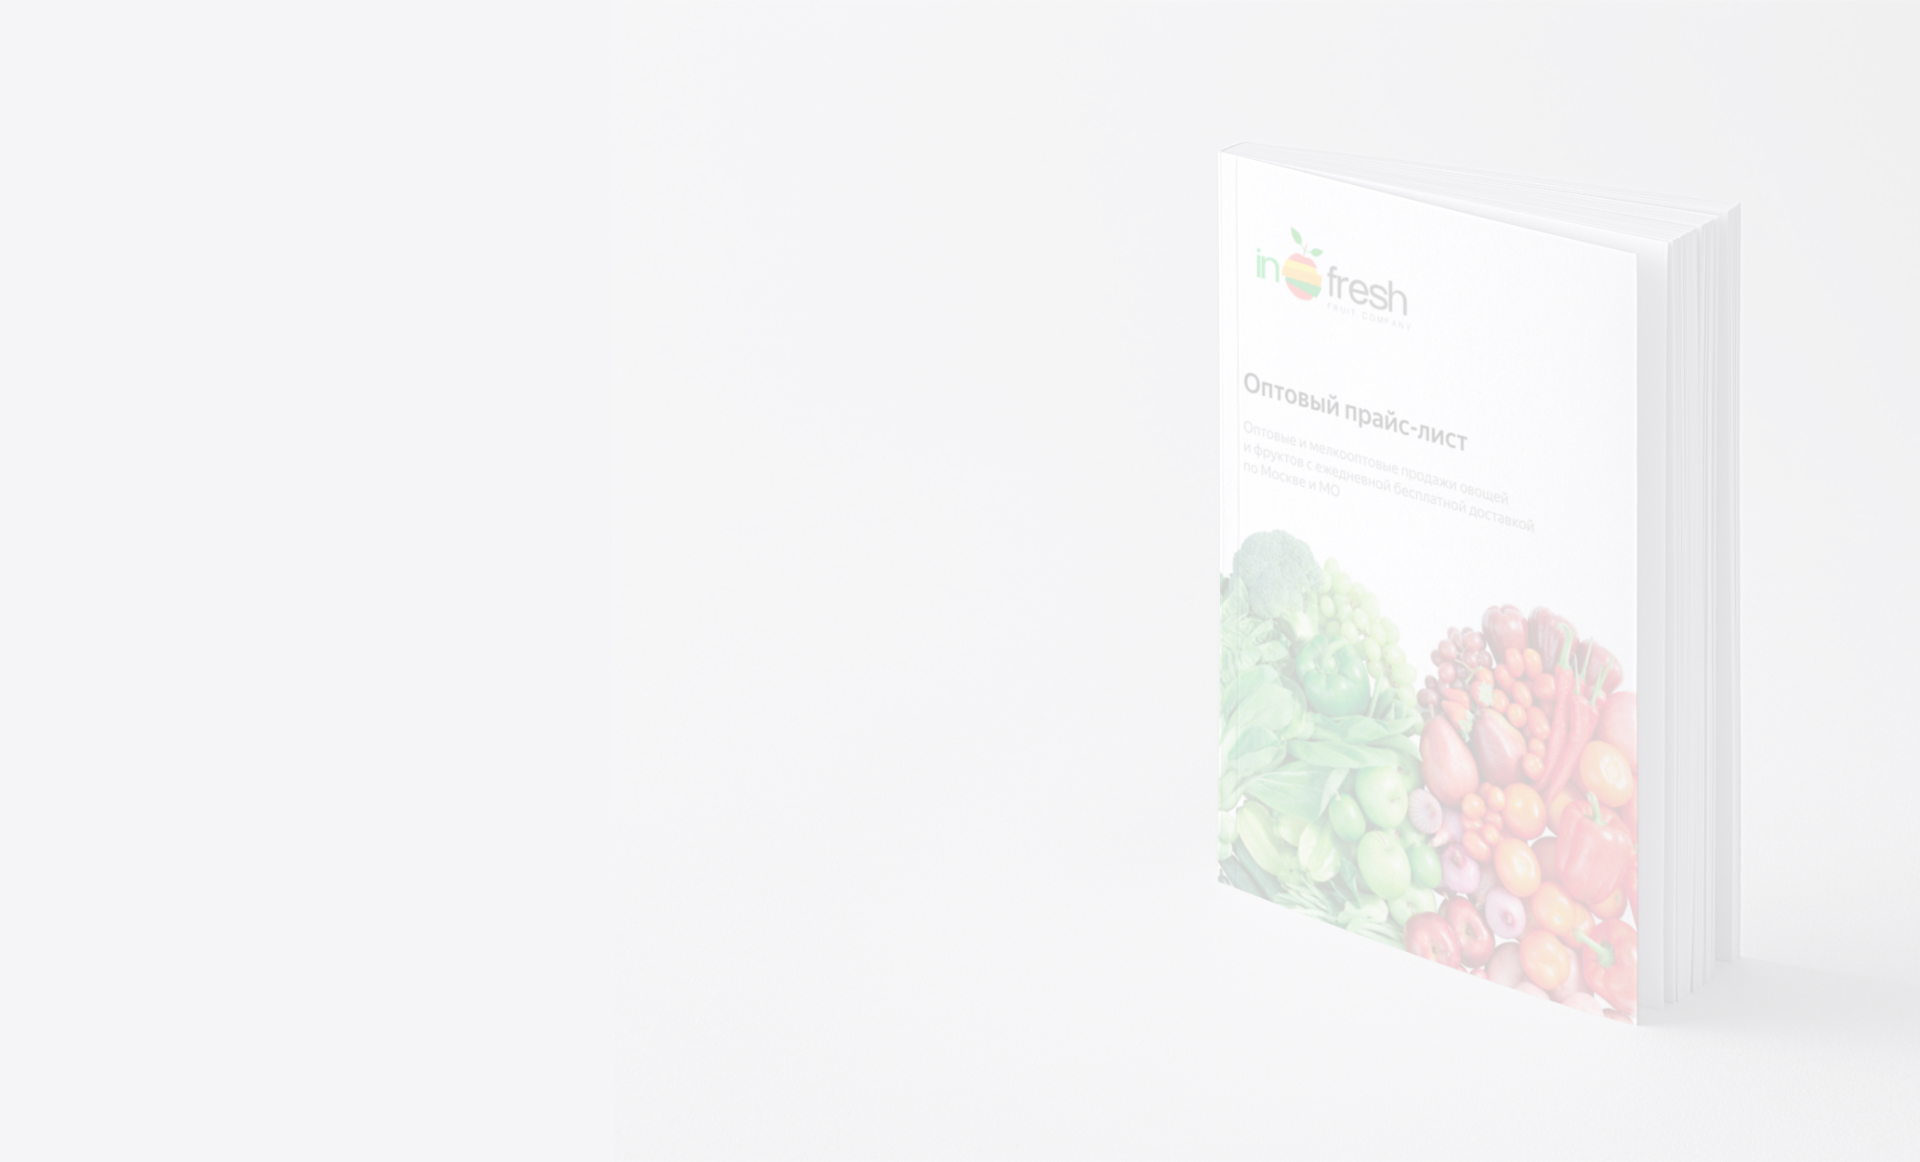 in fresh
FRUIT COMPANY
Оптовый прайс-лист
Оптовые и мелкооптовые продажи овощей
и фруктов с ежедневной бесплатной доставкой
по Москве и МО